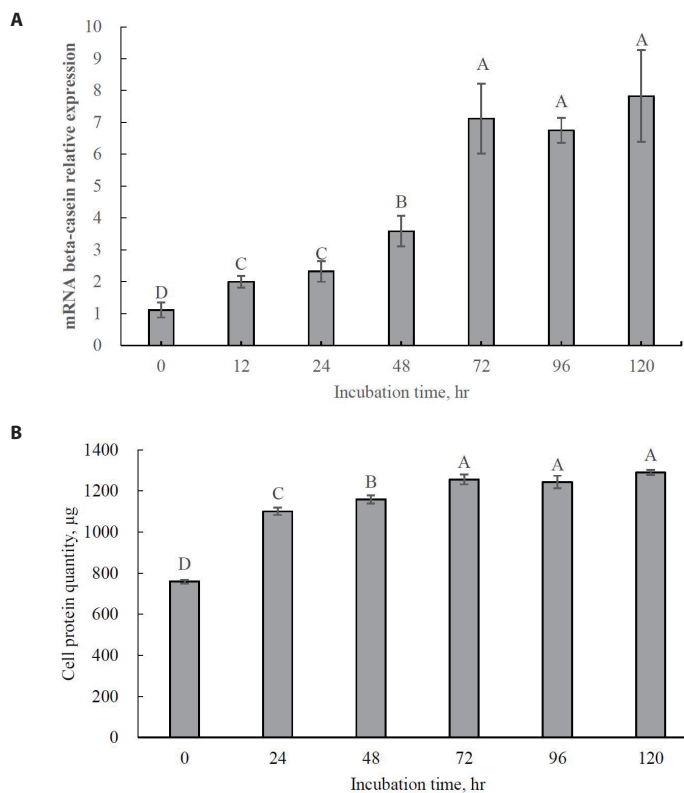 A
mRNA beta-casein relative expression
10
9
8
7
6
5
4
3
2
1
0
D
C
C
B
A
A
A
0 12 24 48 72 96 120
Incubation time, hr
B
Cell protein quantity, µg
1400
1200
1000
800
600
400
200
0
D
C
B
A
A
A
0 24 48 72 96 120
Incubation time, hr